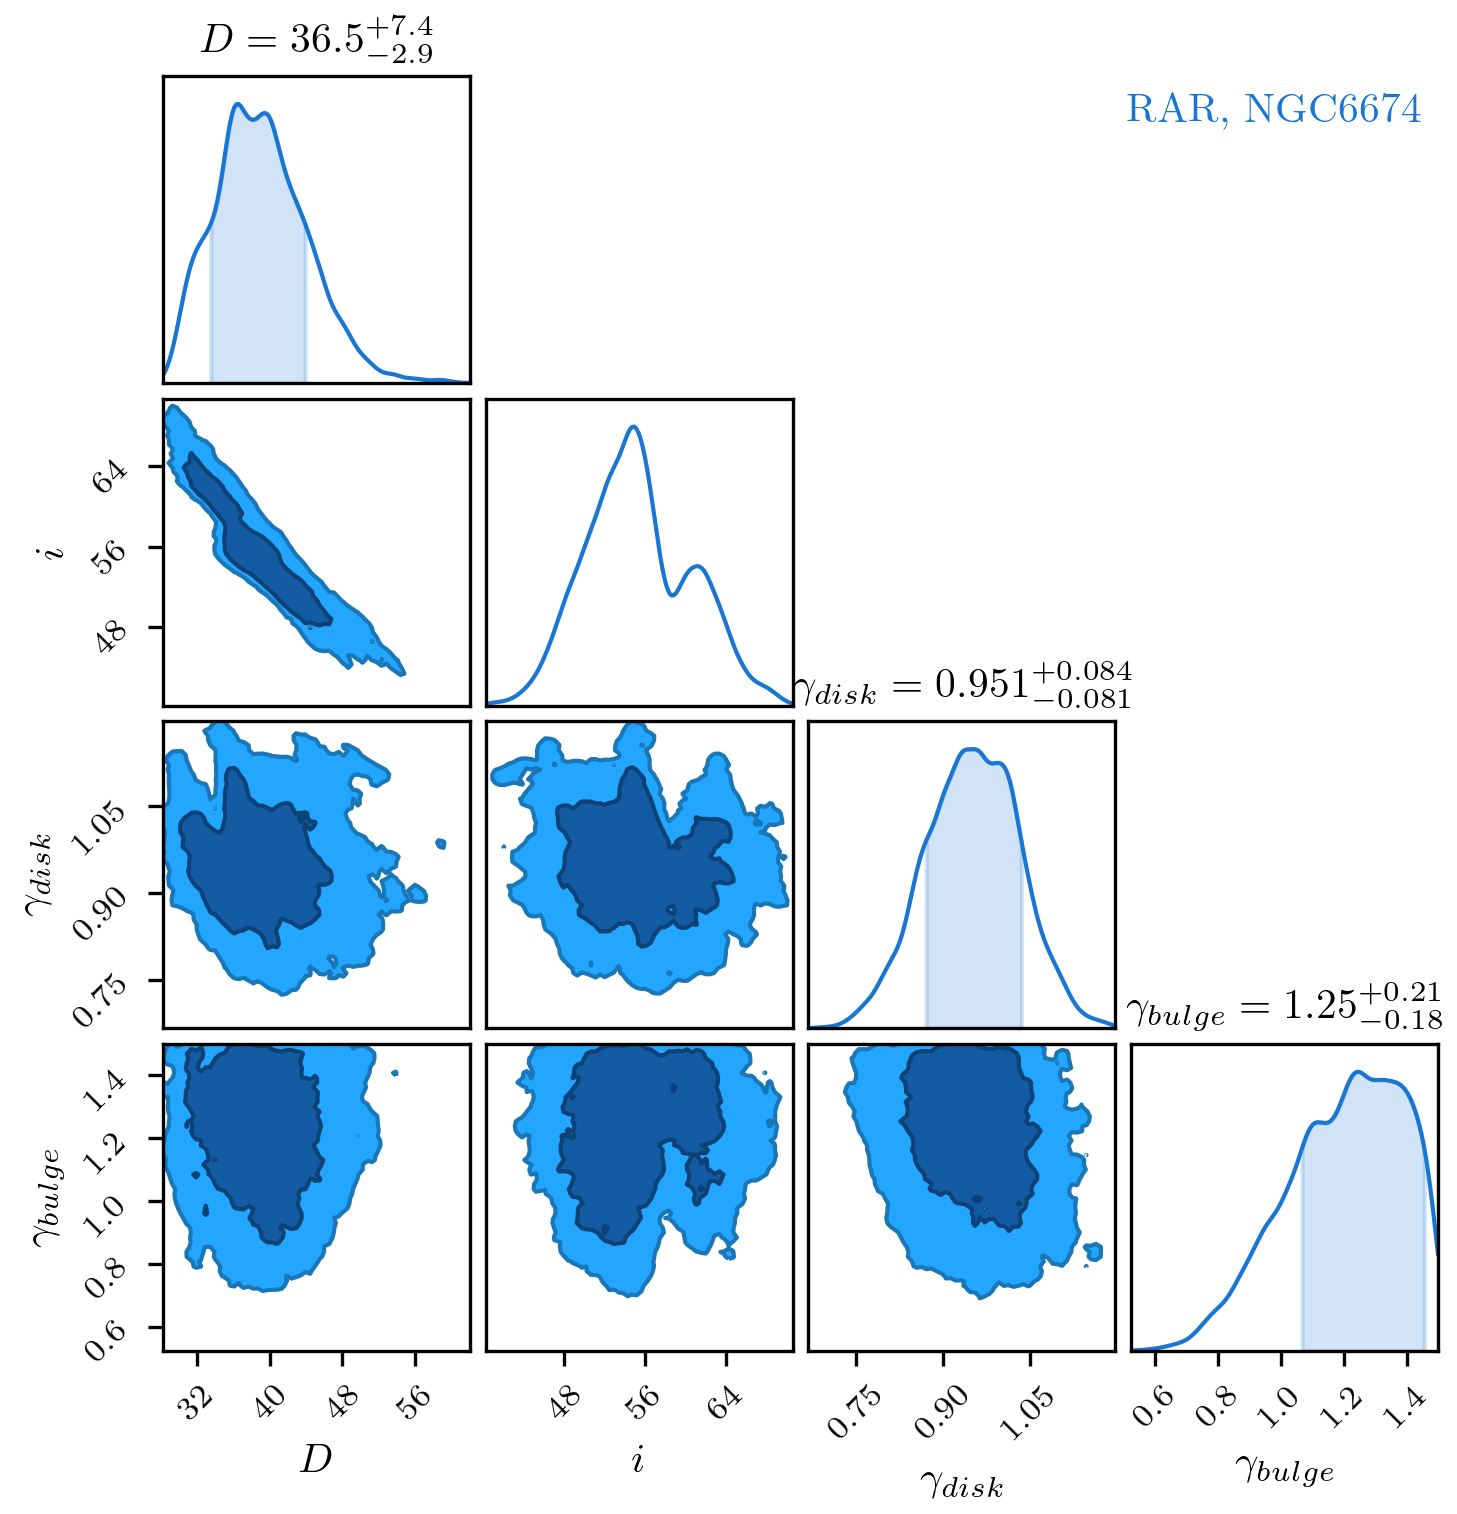 D = 36.5^{+7.4}_{-2.9}
RAR, NGC6674
64
56
48
i
γ_{disk} = 0.951^{+0.084}_{-0.081}
1.05
0.90
0.75
γ_{disk}
γ_{bulge} = 1.25^{+0.21}_{-0.18}
1.4
1.2
1.0
0.8
0.6
γ_{bulge}
32 40 48 56 48 56 64 0.75 0.90 1.05 0.6 0.8 1.0 1.2 1.4
D i γ_{disk} γ_{bulge}